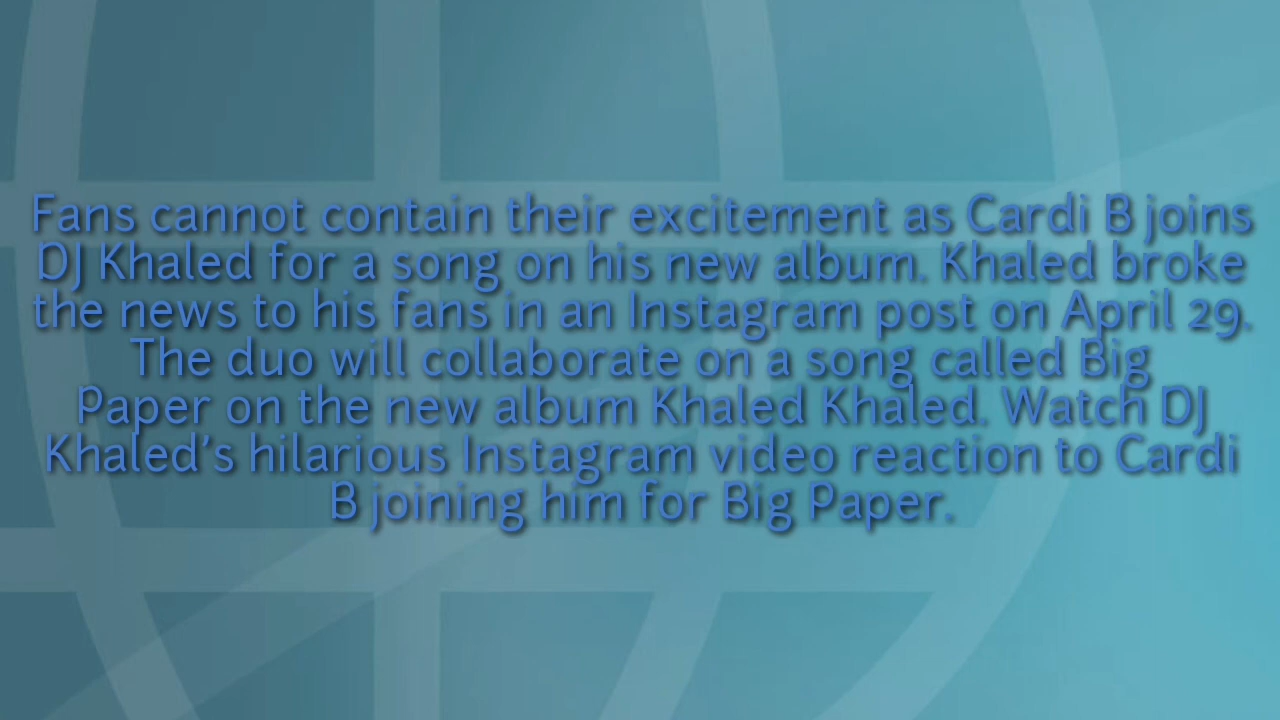 Fans cannot contain their excitement as Cardi B joins
DJ Khaled for a song on his new album. Khaled broke
the news to his fans in an Instagram post on April 29.
The duo will collaborate on a song called Big
Paper on the new album Khaled Khaled. Watch DJ
Khaled’s hilarious Instagram video reaction to Cardi
B joining him for Big Paper.